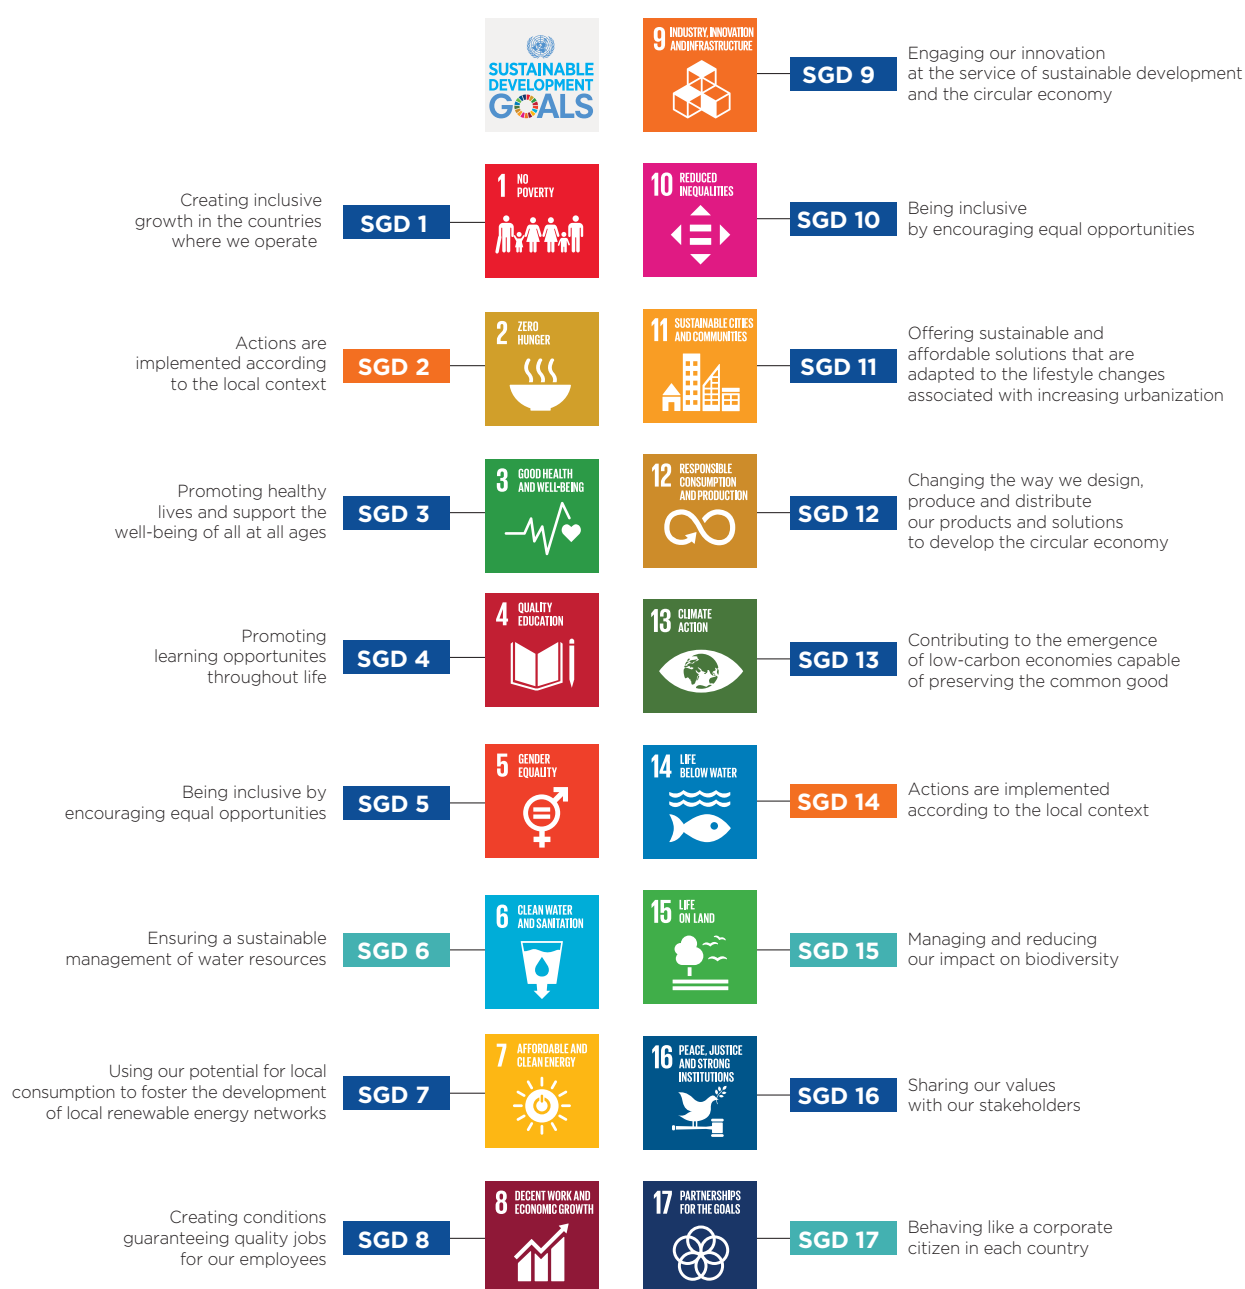 SUSTAINABLE
DEVELOPMENT
GOALS
Creating inclusive
growth in the countries
where we operate
SGD 1
1 NO
POVERTY
Actions are
implemented according
to the local context
SGD 2
2 ZERO
HUNGER
Promoting healthy
lives and support the
well-being of all at all ages
SGD 3
3 GOOD HEALTH
AND WELL-BEING
Promoting
learning opportunites
throughout life
SGD 4
4 QUALITY
EDUCATION
Being inclusive by
encouraging equal opportunities
SGD 5
5 GENDER
EQUALITY
Ensuring a sustainable
management of water resources
SGD 6
6 CLEAN WATER
AND SANITATION
Using our potential for local
consumption to foster the development
of local renewable energy networks
SGD 7
7 AFFORDABLE AND
CLEAN ENERGY
Creating conditions
guaranteeing quality jobs
for our employees
SGD 8
8 DECENT WORK AND
ECONOMIC GROWTH
9 INDUSTRY, INNOVATION
AND INFRASTRUCTURE
SGD 9
Engaging our innovation
at the service of sustainable development
and the circular economy
10 REDUCED
INEQUALITIES
SGD 10
Being inclusive
by encouraging equal opportunities
11 SUSTAINABLE CITIES
AND COMMUNITIES
SGD 11
Offering sustainable and
affordable solutions that are
adapted to the lifestyle changes
associated with increasing urbanization
12 RESPONSIBLE
CONSUMPTION
AND PRODUCTION
SGD 12
Changing the way we design,
produce and distribute
our products and solutions
to develop the circular economy
13 CLIMATE
ACTION
SGD 13
Contributing to the emergence
of low-carbon economies capable
of preserving the common good
14 LIFE
BELOW WATER
SGD 14
Actions are implemented
according to the local context
15 LIFE
ON LAND
SGD 15
Managing and reducing
our impact on biodiversity
16 PEACE, JUSTICE
AND STRONG
INSTITUTIONS
SGD 16
Sharing our values
with our stakeholders
17 PARTNERSHIPS
FOR THE GOALS
SGD 17
Behaving like a corporate
citizen in each country